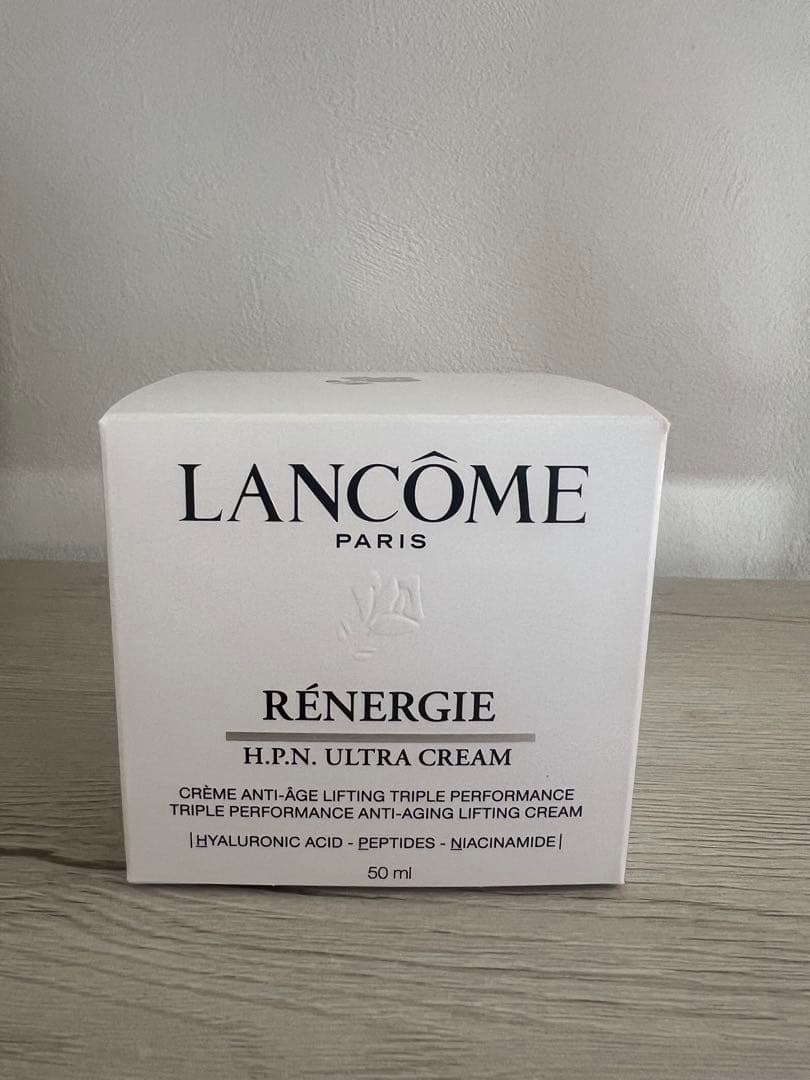 LANCÔME
PARIS
RÉNERGIE
H.P.N. ULTRA CREAM
CRÈME ANTI-ÂGE LIFTING TRIPLE PERFORMANCE
TRIPLE PERFORMANCE ANTI-AGING LIFTING CREAM
|HYALURONIC ACID - PEPTIDES - NIACINAMIDE|
50 ml